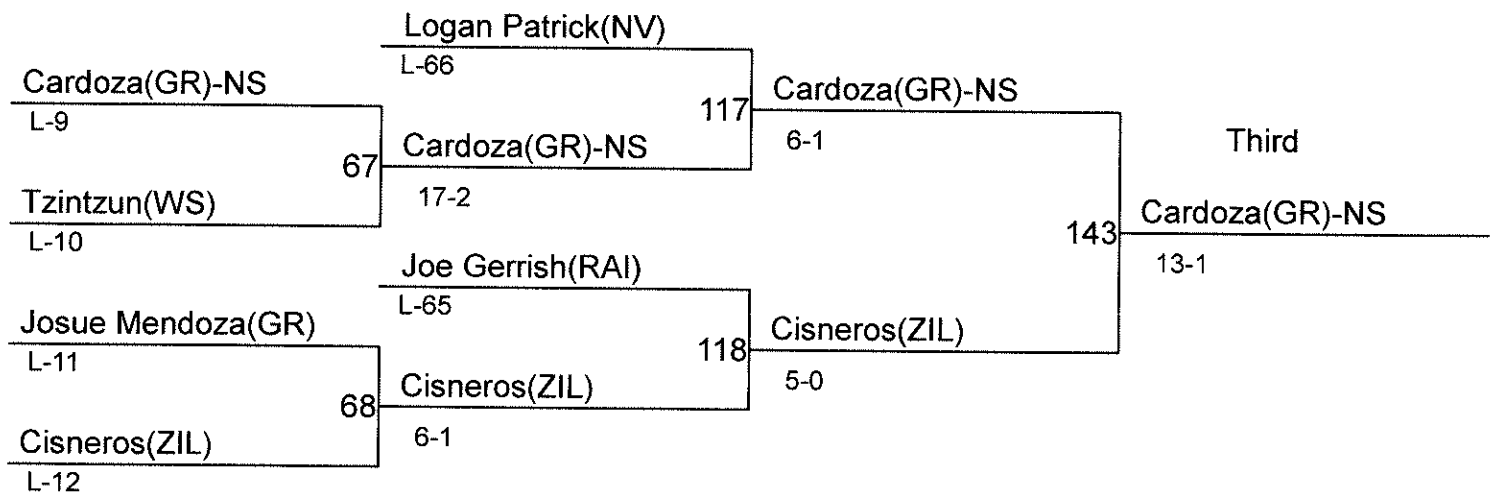 Logan Patrick(NV)
L-66
Cardoza(GR)-NS
L-9
117
Cardoza(GR)-NS
6-1
67
Cardoza(GR)-NS
17-2
Third
Tzintzun(WS)
L-10
143
Cardoza(GR)-NS
13-1
Joe Gerrish(RAI)
L-65
Josue Mendoza(GR)
L-11
118
Cisneros(ZIL)
5-0
68
Cisneros(ZIL)
6-1
Cisneros(ZIL)
L-12